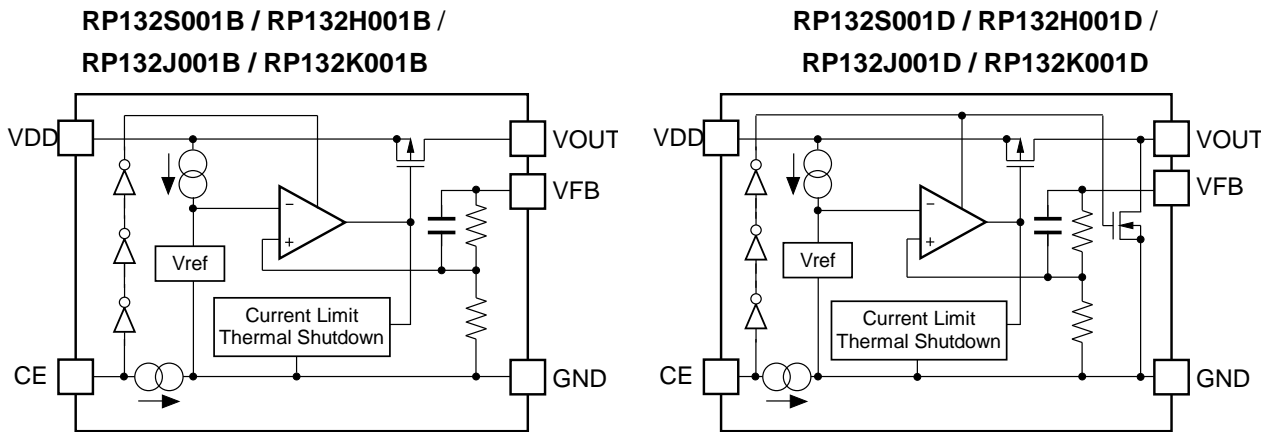 RP132S001B / RP132H001B /
RP132J001B / RP132K001B
VDD
VOUT
VFB
−
+
Vref
Current Limit
Thermal Shutdown
CE
GND
RP132S001D / RP132H001D /
RP132J001D / RP132K001D
VDD
VOUT
VFB
−
+
Vref
Current Limit
Thermal Shutdown
CE
GND